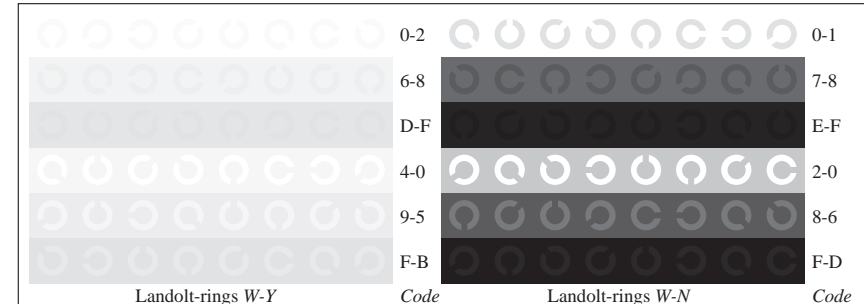 0-2 0-1
6-8 7-8
D-F E-F
4-0 2-0
9-5 8-6
F-B F-D
Landolt-rings W-Y Code Landolt-rings W-N Code